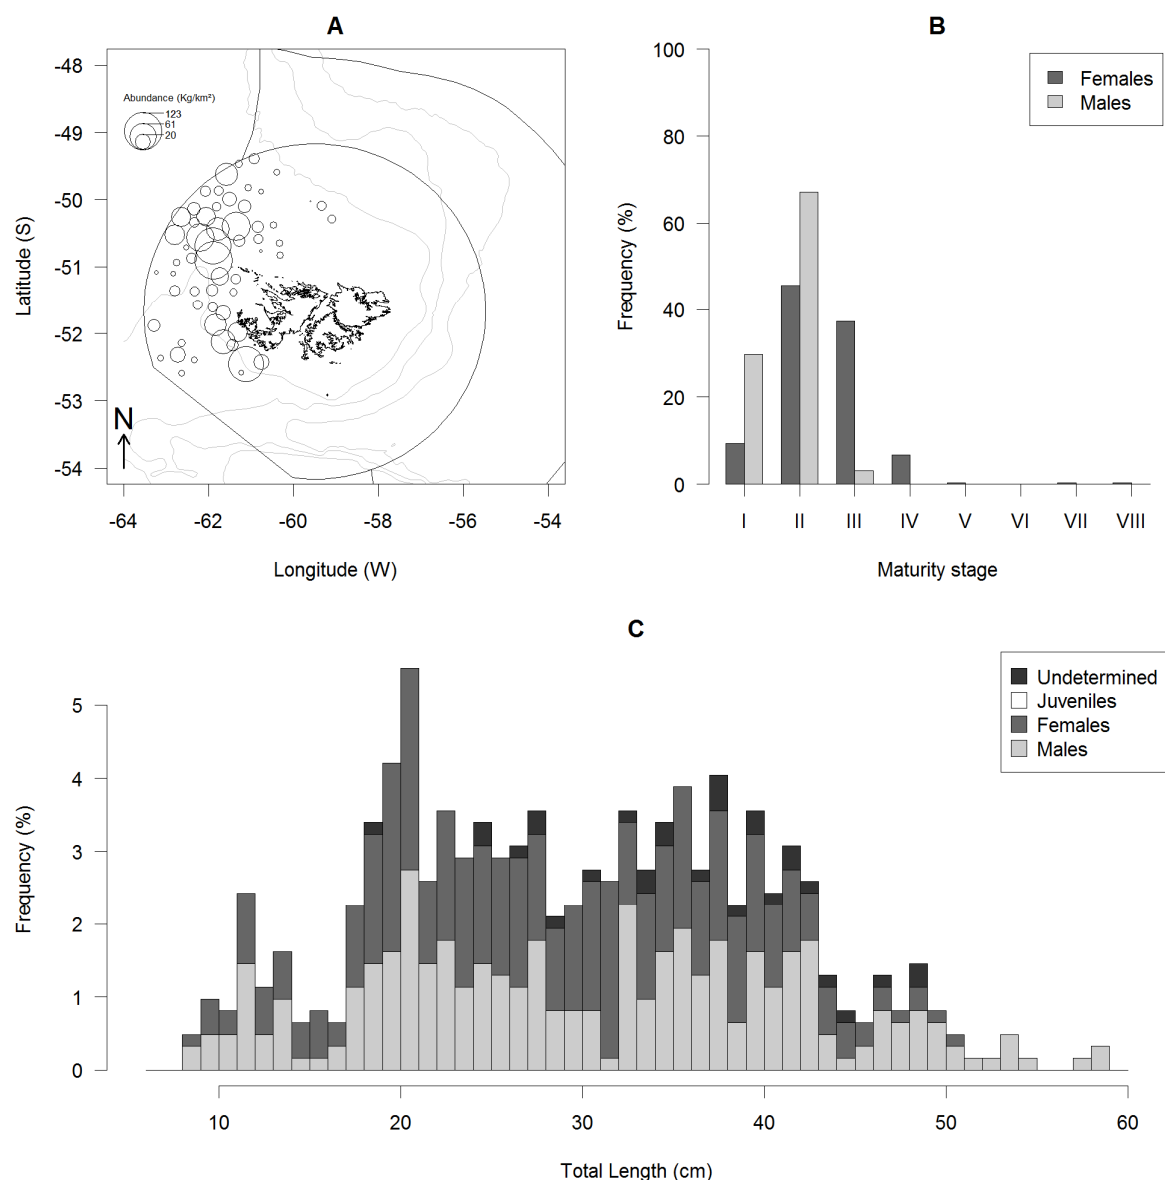 A
-48
-49
-50
-51
-52
-53
-54
Latitude (S)
Abundance (Kg/km²)
123
61
20
N
-64
-62
-60
-58
-56
-54
Longitude (W)
B
100
80
60
40
20
0
Frequency (%)
Females
Males
I
II
III
IV
V
VI
VII
VIII
Maturity stage
C
5
4
3
2
1
0
Frequency (%)
Undetermined
Juveniles
Females
Males
10
20
30
40
50
60
Total Length (cm)